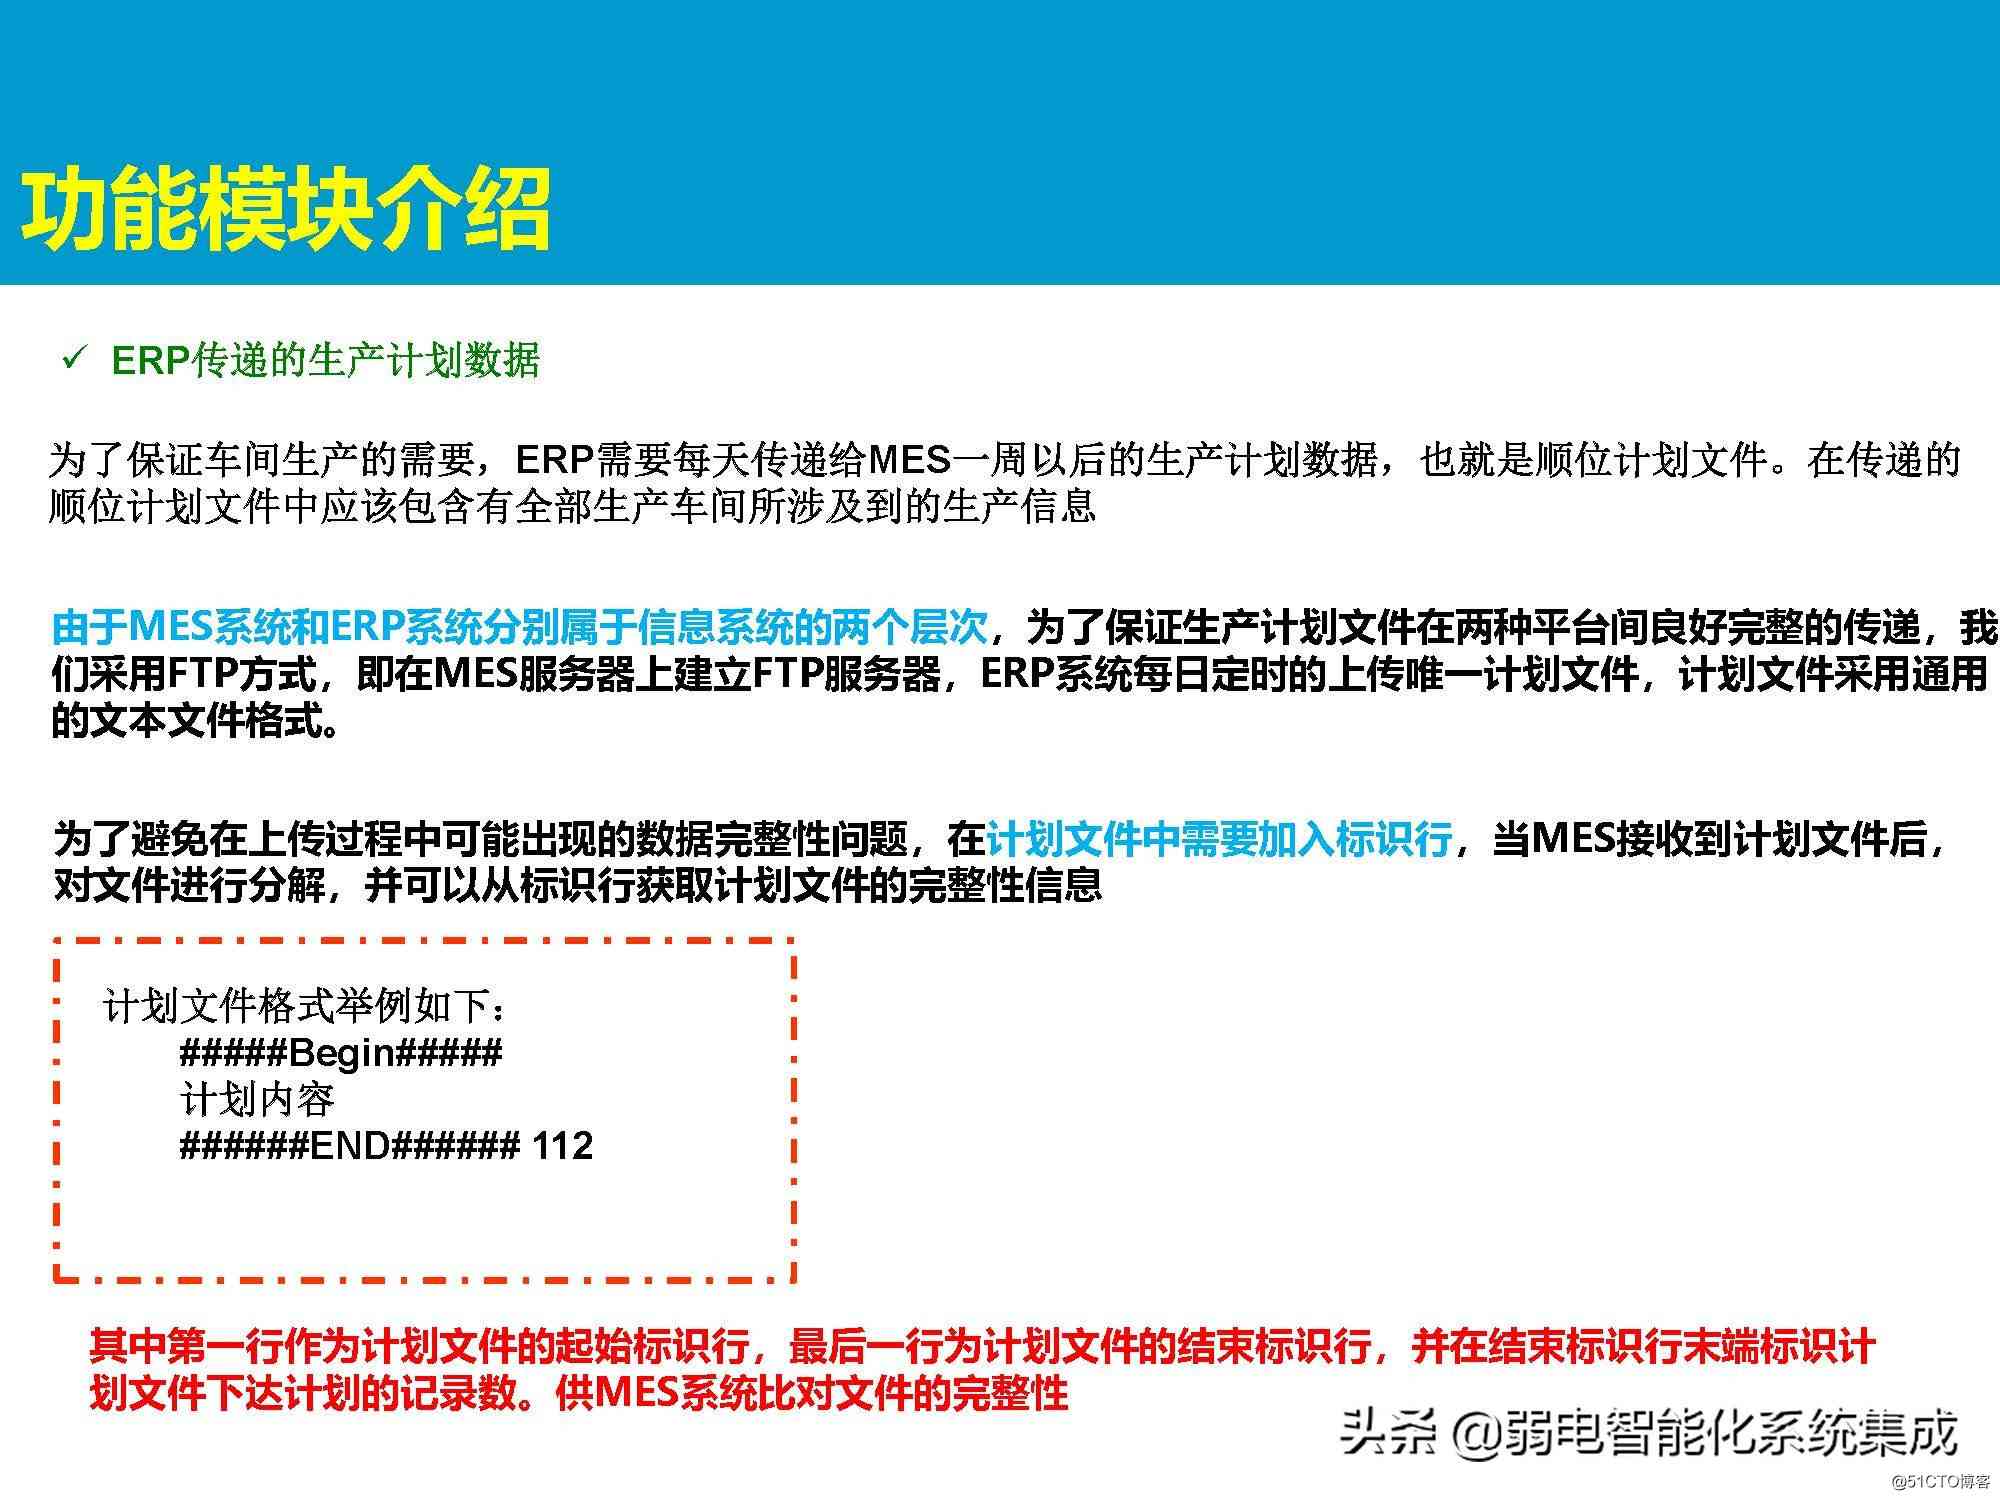 功能模块介绍
✓ ERP传递的生产计划数据
为了保证车间生产的需要，ERP需要每天传递给MES一周以后的生产计划数据，也就是顺位计划文件。在传递的
顺位计划文件中应该包含有全部生产车间所涉及到的生产信息
由于MES系统和ERP系统分别属于信息系统的两个层次，为了保证生产计划文件在两种平台间良好完整的传递，我
们采用FTP方式，即在MES服务器上建立FTP服务器，ERP系统每日定时的上传唯一计划文件，计划文件采用通用
的文本文件格式。
为了避免在上传过程中可能出现的数据完整性问题，在计划文件中需要加入标识行，当MES接收到计划文件后，
对文件进行分解，并可以从标识行获取计划文件的完整性信息
计划文件格式举例如下：
#####Begin#####
计划内容
######END###### 112
其中第一行作为计划文件的起始标识行，最后一行为计划文件的结束标识行，并在结束标识行末端标识计
划文件下达计划的记录数。供MES系统比对文件的完整性
头条 @弱电智能化系统集成
@51CTO博客